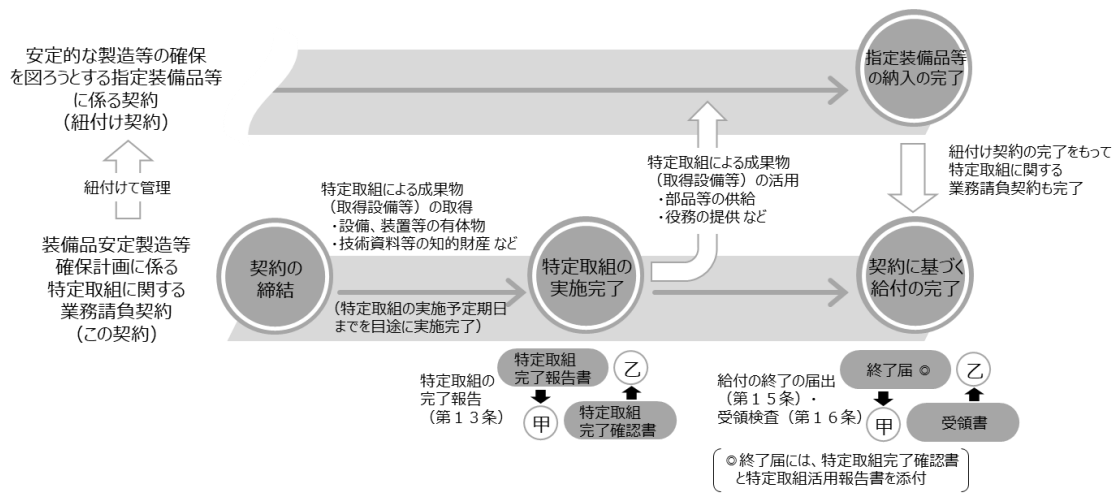 安定的な製造等の確保
を図ろうとする指定装備品等
に係る契約
（紐付け契約）
紐付けて管理
装備品安定製造等
確保計画に係る
特定取組に関する
業務請負契約
（この契約）
指定装備品等
の納入の完了
紐付け契約の完了をもって
特定取組に関する
業務請負契約も完了
特定取組による成果物
（取得設備等）の活用
・部品等の供給
・役務の提供 など
特定取組による成果物
（取得設備等）の取得
・設備、装置等の有体物
・技術資料等の知的財産 など
契約の
締結
（特定取組の実施予定期日
までを目途に実施完了）
特定取組の
実施完了
契約に基づく
給付の完了
特定取組の
完了報告
（第１３条）
特定取組
完了報告書
乙
甲
特定取組
完了確認書
給付の終了の届出
（第１５条）・
受領検査（第１６条）
終了届 ◎
乙
甲
受領書
◎終了届には、特定取組完了確認書
と特定取組活用報告書を添付